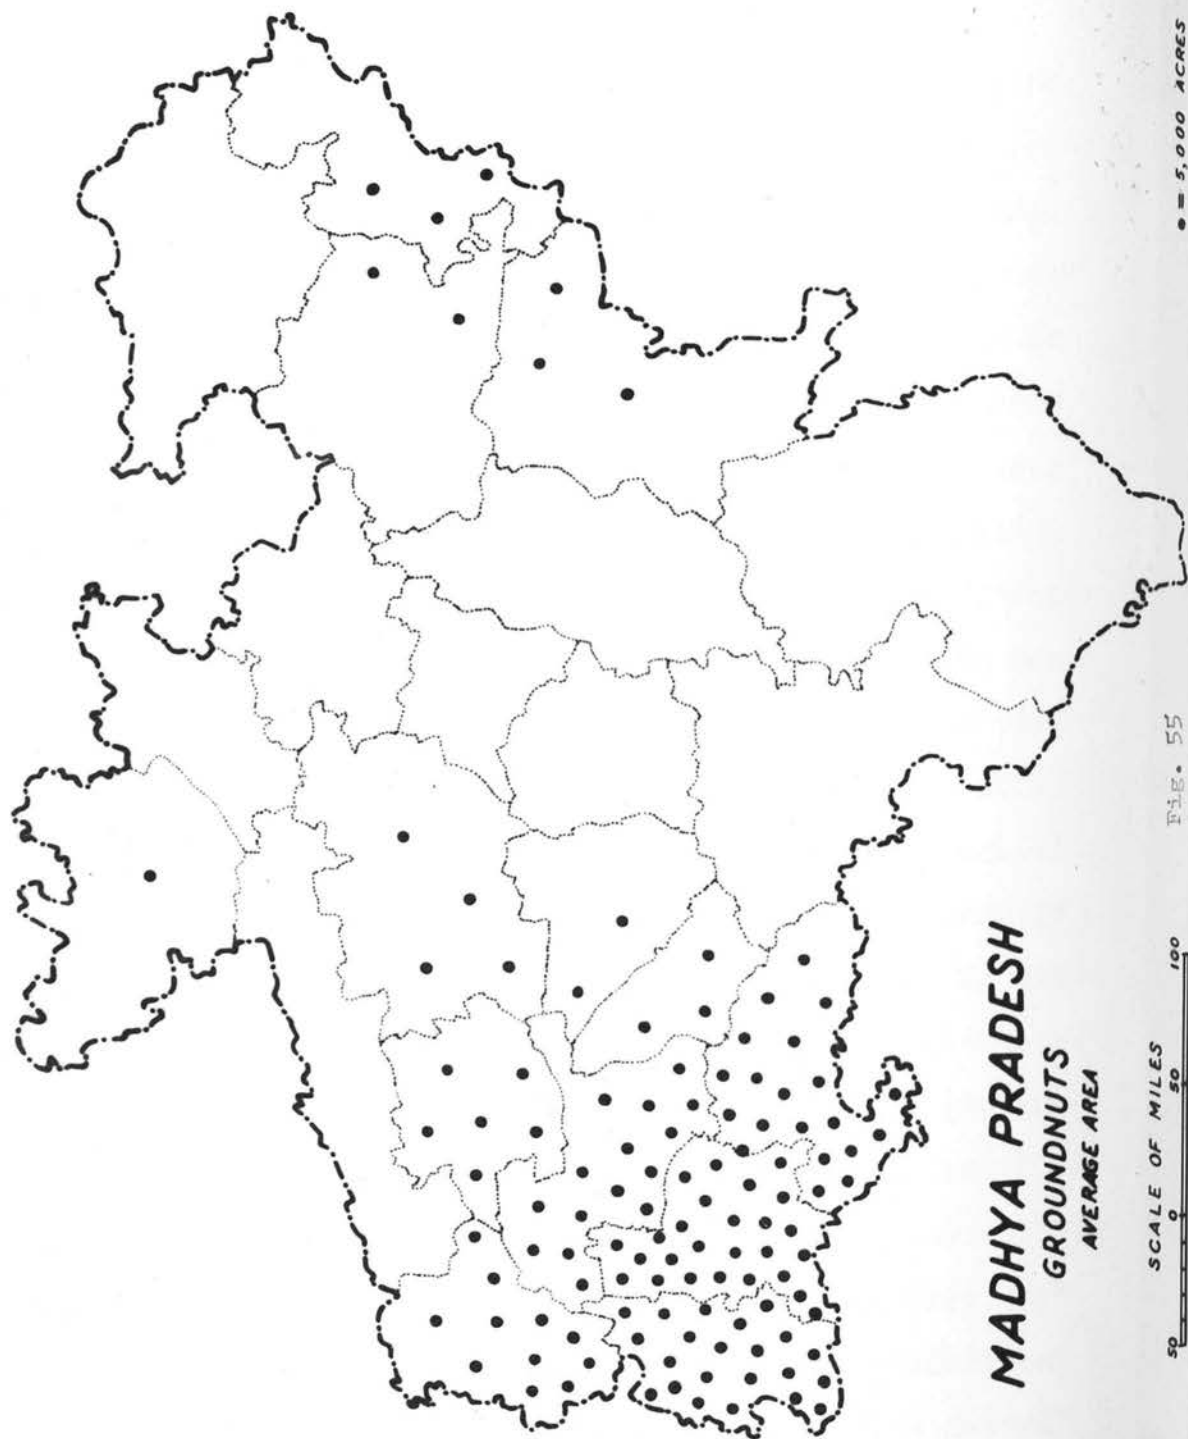 MADHYA PRADESH
GROUNDNUTS
AVERAGE AREA
SCALE OF MILES
50 0 50 100
Fig. 55
• = 5,000 ACRES